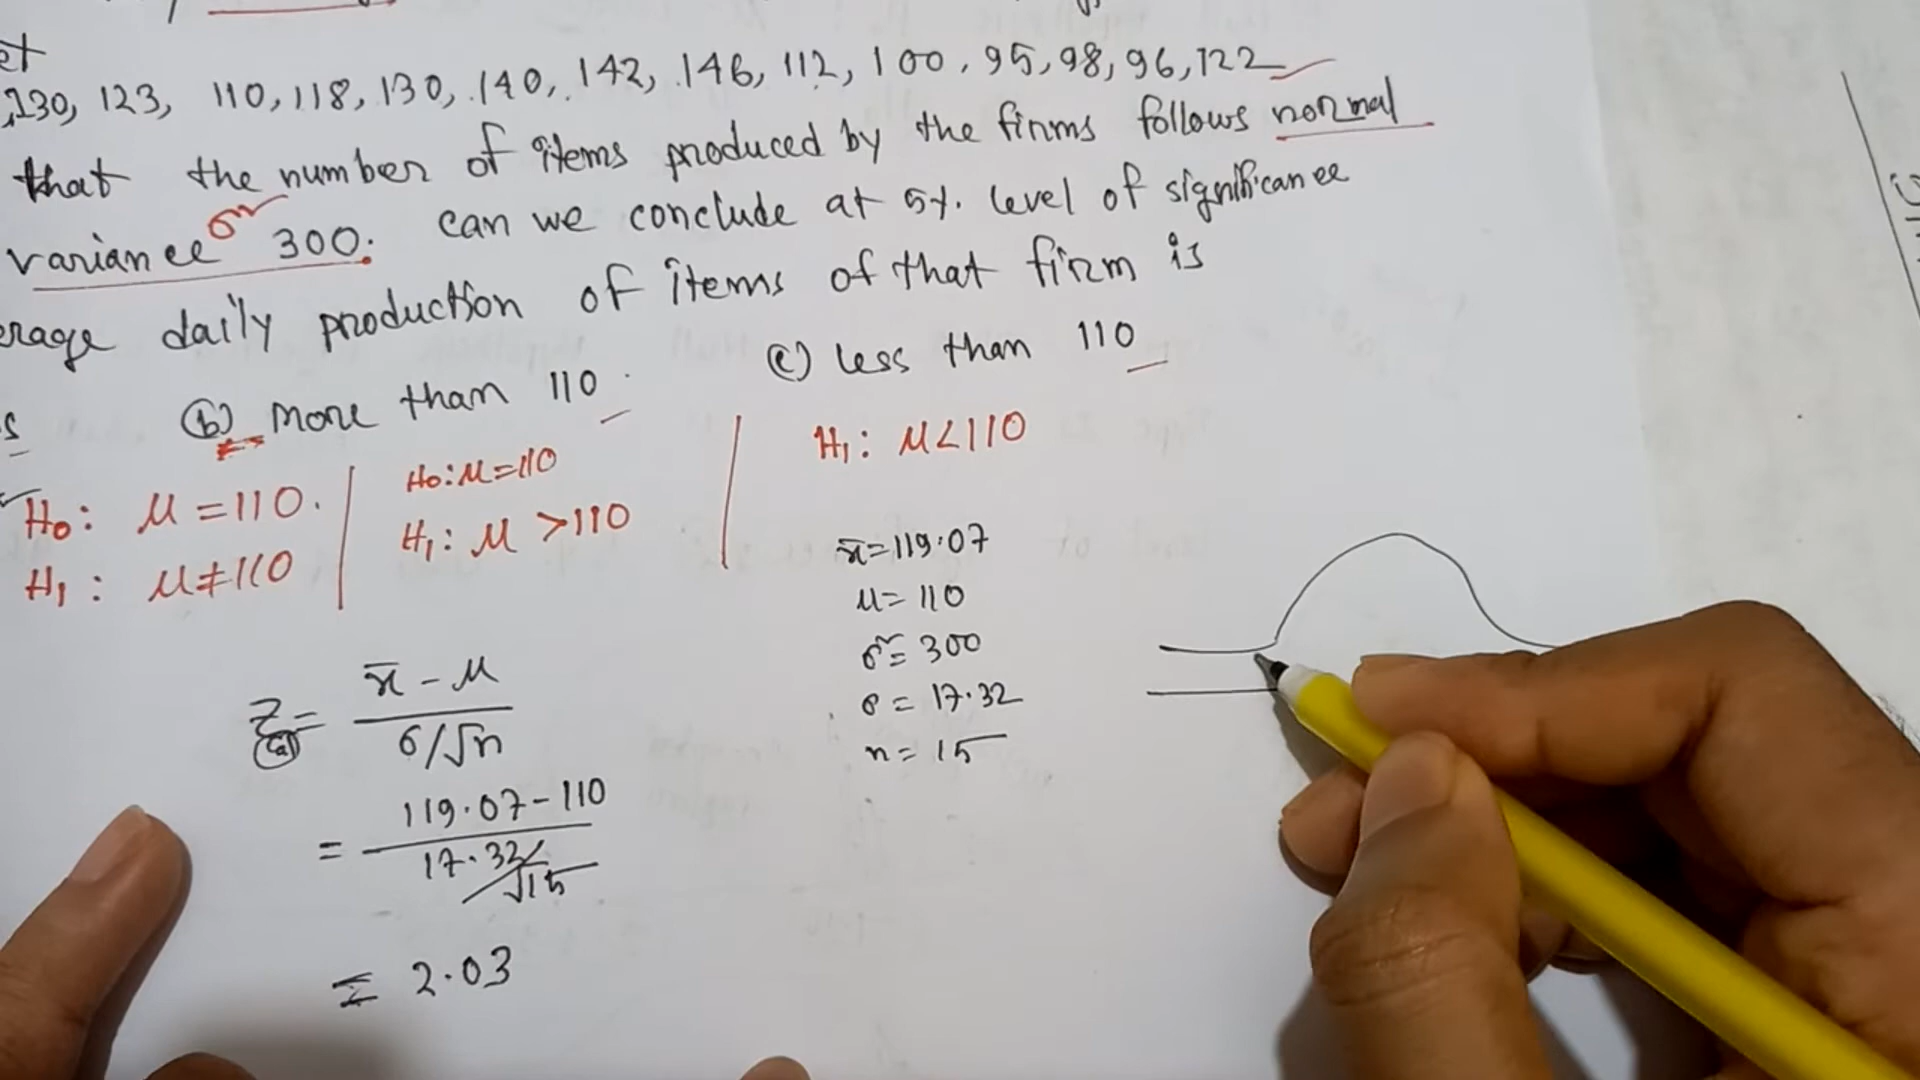 et
,130, 123, 110, 118, 130, 140, 142, 146, 112, 100, 95, 98, 96, 122
that the number of items produced by the firms follows normal
variance σ² 300. can we conclude at 5%. level of significance
erage daily production of items of that firm is
s (b) More than 110. (c) less than 110
H₀: μ = 110. H₀: μ = 110 H₁: μ < 110
H₁: μ ≠ 110 H₁: μ > 110
x̄ = 119.07
μ = 110
σ² = 300
σ = 17.32
n = 15
Z(a) = x̄ - μ / σ/√n
= 119.07 - 110 / 17.32/√15
= 2.03